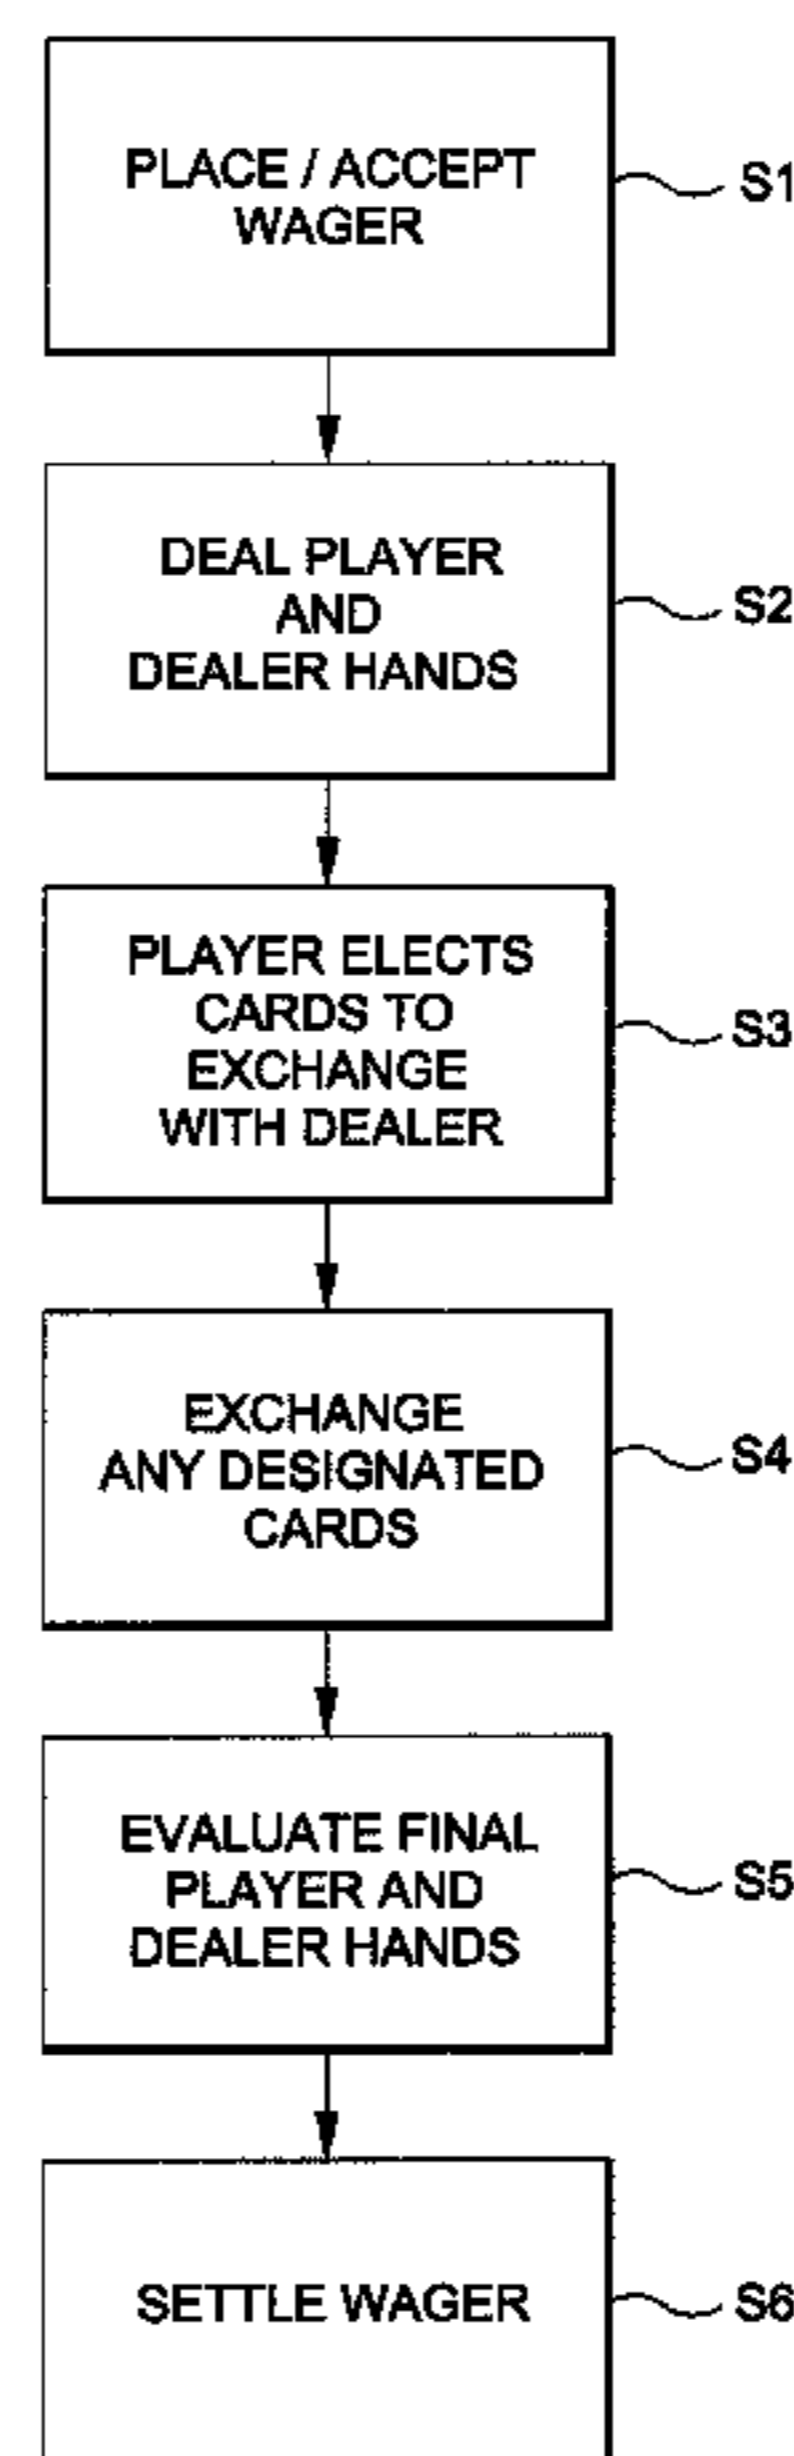 PLACE / ACCEPT
WAGER
S1
DEAL PLAYER
AND
DEALER HANDS
S2
PLAYER ELECTS
CARDS TO
EXCHANGE
WITH DEALER
S3
EXCHANGE
ANY DESIGNATED
CARDS
S4
EVALUATE FINAL
PLAYER AND
DEALER HANDS
S5
SETTLE WAGER
S6